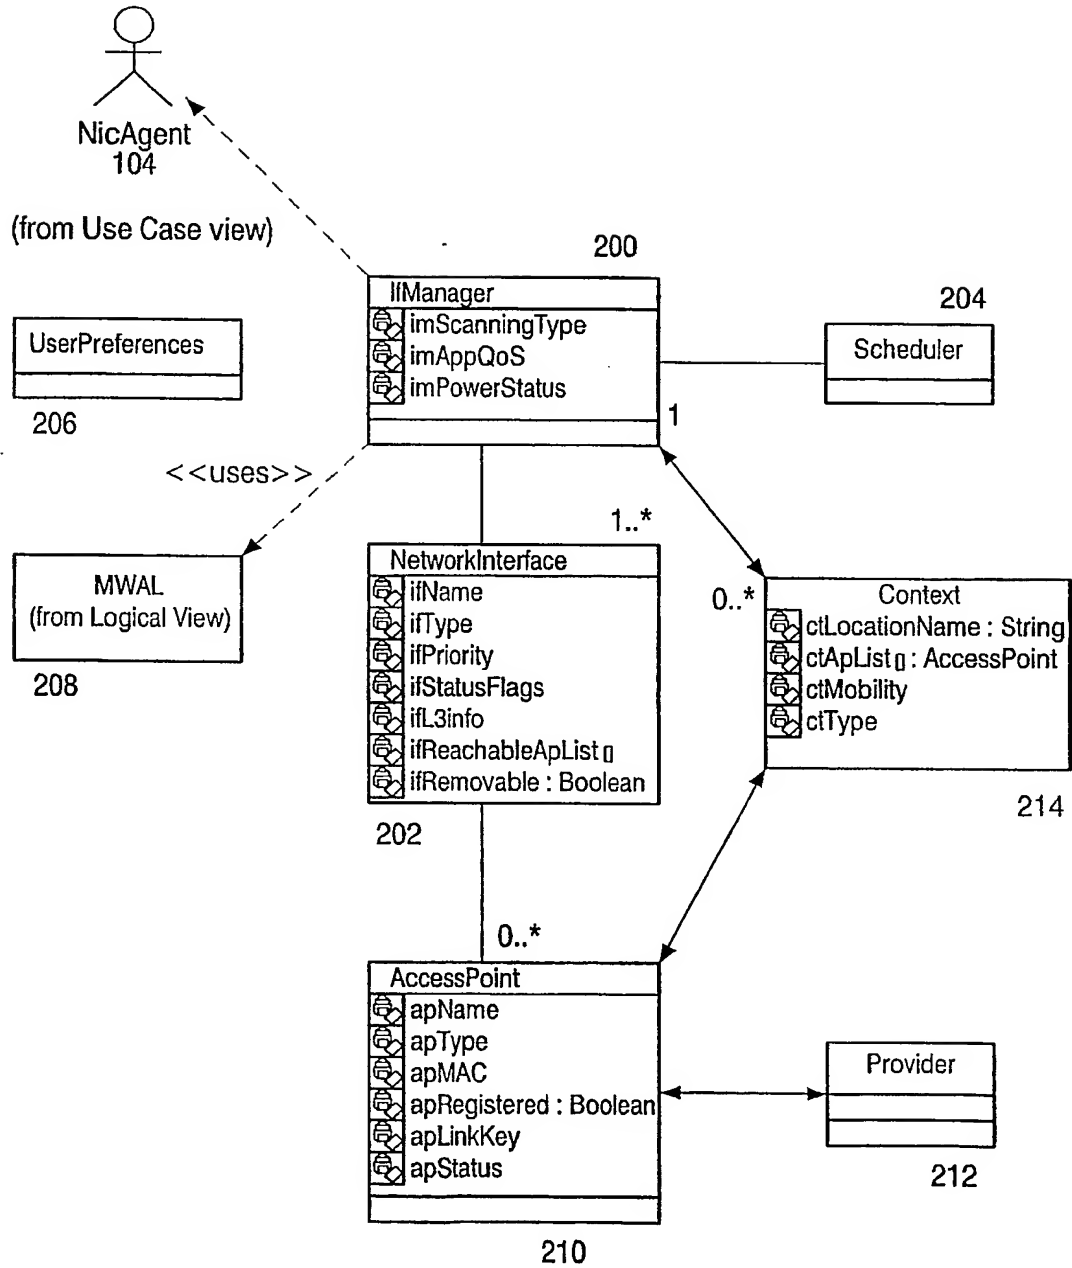 NicAgent
104
(from Use Case view)
200
IfManager
imScanningType
imAppQoS
imPowerStatus
204
Scheduler
UserPreferences
206
1
<<uses>>
1..*
MWAL
(from Logical View)
208
NetworkInterface
ifName
ifType
ifPriority
ifStatusFlags
ifL3info
ifReachableApList[]
ifRemovable : Boolean
202
0..*
Context
ctLocationName : String
ctApList[] : AccessPoint
ctMobility
ctType
214
0..*
AccessPoint
apName
apType
apMAC
apRegistered : Boolean
apLinkKey
apStatus
210
Provider
212